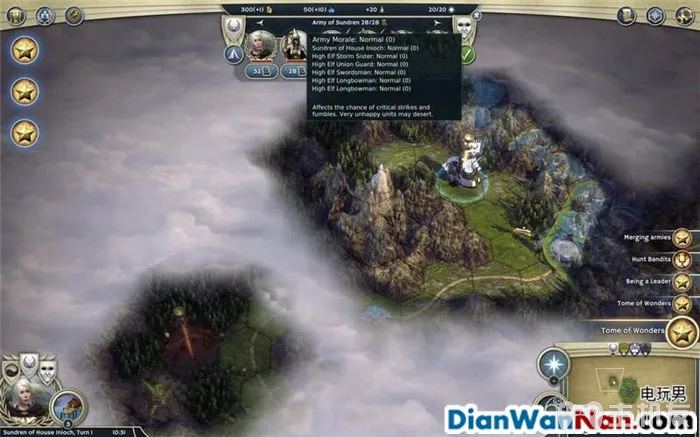 300(+1)
50(+10)
+20
20/20
Army of Sundren 28/28
Army Morale: Normal (0)
Sundren of House Inioch: Normal (0)
High Elf Storm Sister: Normal (0)
High Elf Union Guard: Normal (0)
High Elf Swordsman: Normal (0)
High Elf Longbowman: Normal (0)
High Elf Longbowman: Normal (0)
Affects the chance of critical strikes and
fumbles. Very unhappy units may desert.
32
28
Merging armies
Hunt Bandits
Being a Leader
Tome of Wonders
Tome of Wonders
电玩男
DianWanNan.com
Sundren of House Inioch, Turn 1
10:31